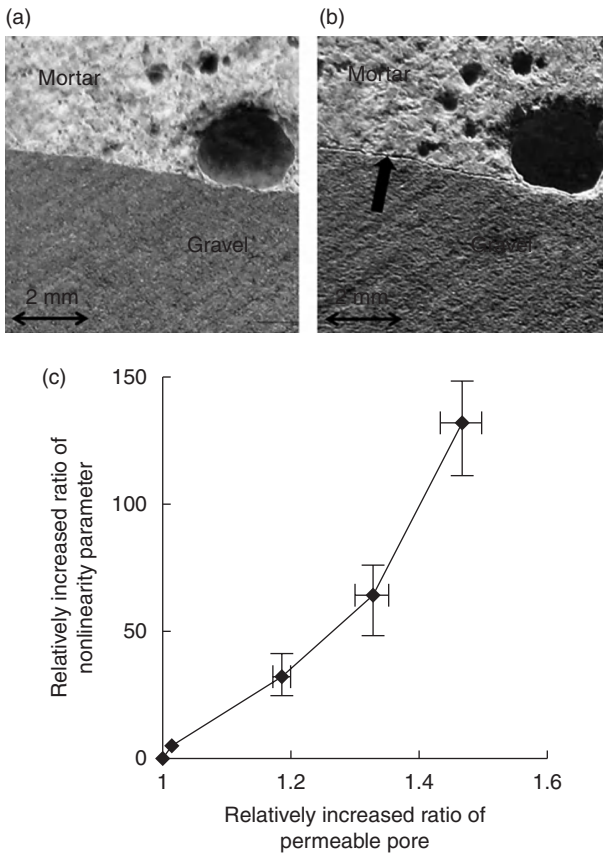 (a)
(b)
Mortar
Mortar
Gravel
Gravel
2 mm
2 mm
(c)
150
100
50
0
1
1.2
1.4
1.6
Relatively increased ratio of
nonlinearity parameter
Relatively increased ratio of
permeable pore